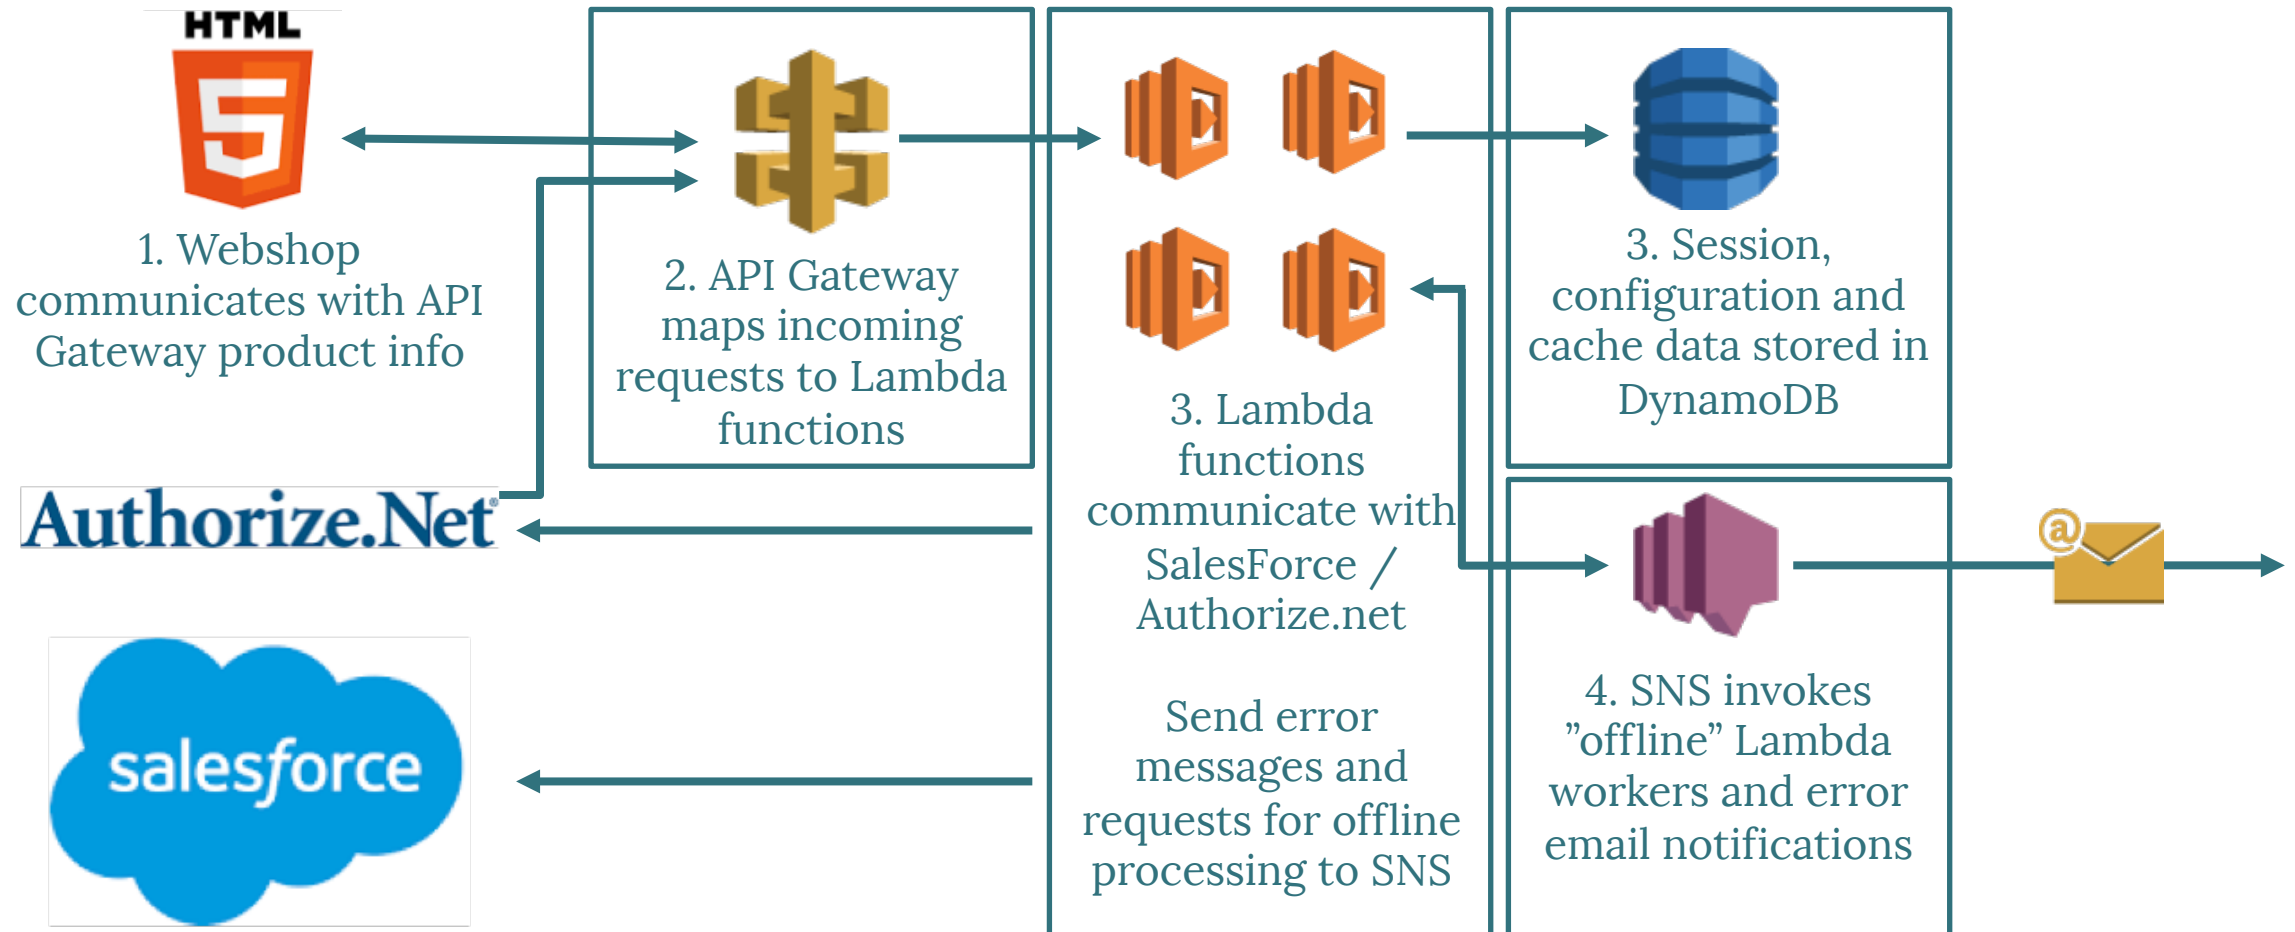 HTML
1. Webshop
communicates with API
Gateway product info
2. API Gateway
maps incoming
requests to Lambda
functions
3. Lambda
functions
communicate with
SalesForce /
Authorize.net
Send error
messages and
requests for offline
processing to SNS
3. Session,
configuration and
cache data stored in
DynamoDB
4. SNS invokes
”offline” Lambda
workers and error
email notifications
@
Authorize.Net®
salesforce